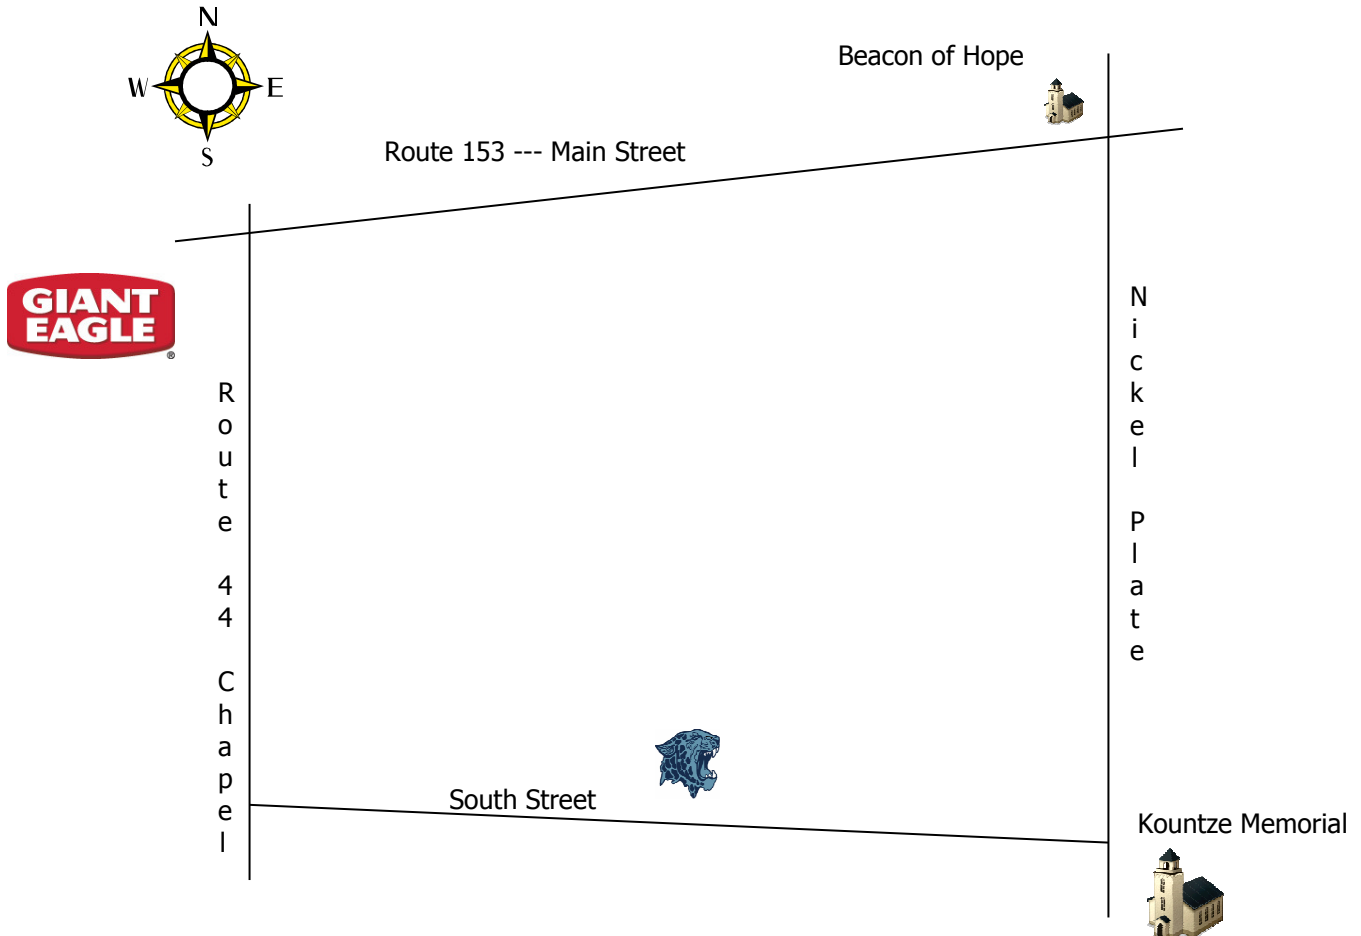 N
W E
S
Beacon of Hope
Route 153 --- Main Street
GIANT
EAGLE
®
Route 44 Chapel
Nickel Plate
South Street
Kountze Memorial